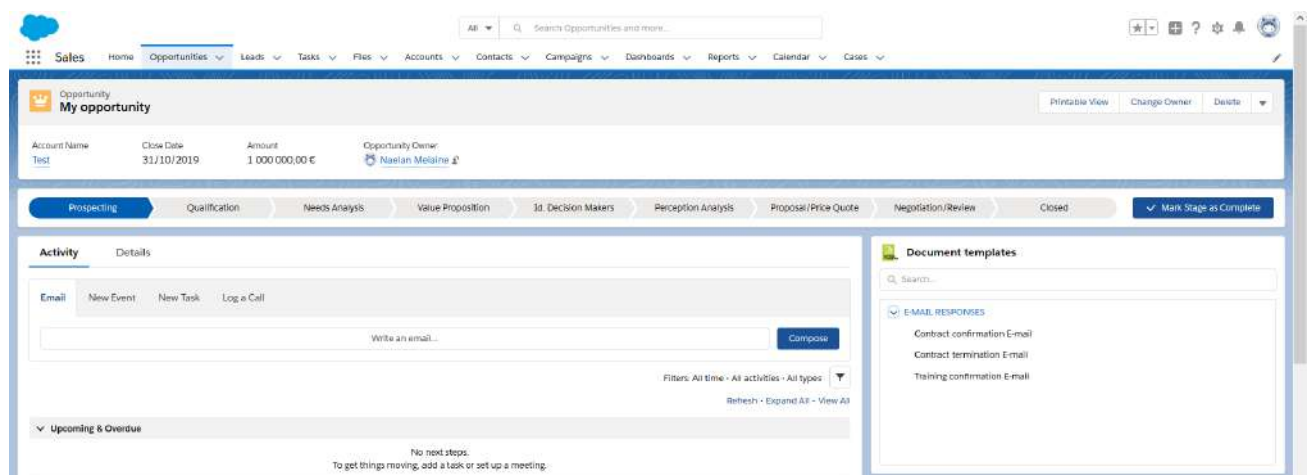 All Search Opportunities and more...
Sales Home Opportunities Leads Tasks Files Accounts Contacts Campaigns Dashboards Reports Calendar Cases
Opportunity
My opportunity
Printable View Change Owner Delete
Account Name Close Date Amount Opportunity Owner
Test 31/10/2019 1 000 000,00 € Naelan Melaine
Prospecting Qualification Needs Analysis Value Proposition Id. Decision Makers Perception Analysis Proposal/Price Quote Negotiation/Review Closed Mark Stage as Complete
Activity Details
Email New Event New Task Log a Call
Write an email... Compose
Filters: All time • All activities • All types
Refresh • Expand All • View All
Upcoming & Overdue
No next steps.
To get things moving, add a task or set up a meeting.
Document templates
Search...
E-MAIL RESPONSES
Contract confirmation E-mail
Contract termination E-mail
Training confirmation E-mail